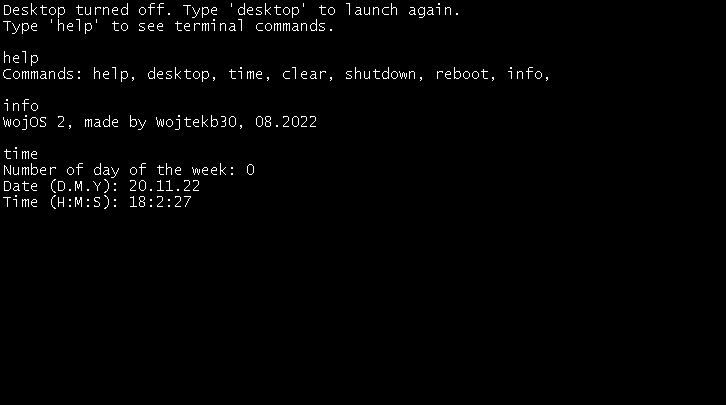 Desktop turned off. Type 'desktop' to launch again.
Type 'help' to see terminal commands.
help
Commands: help, desktop, time, clear, shutdown, reboot, info,
info
WojOS 2, made by Wojtekb30, 08.2022
time
Number of day of the week: 0
Date (D.M.Y): 20.11.22
Time (H:M:S): 18:2:27